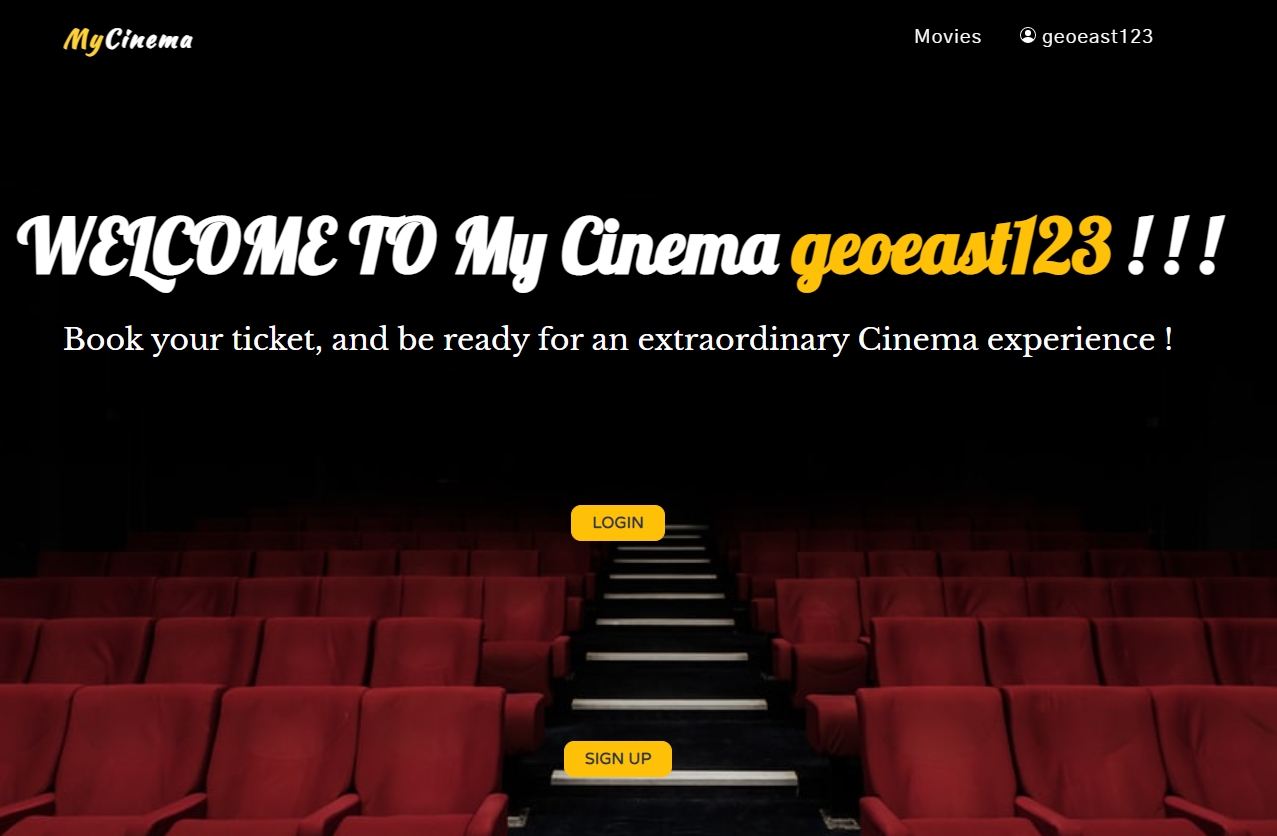 MyCinema
Movies geoeast123
WELCOME TO My Cinema geoeast123 ! ! !
Book your ticket, and be ready for an extraordinary Cinema experience !
LOGIN
SIGN UP